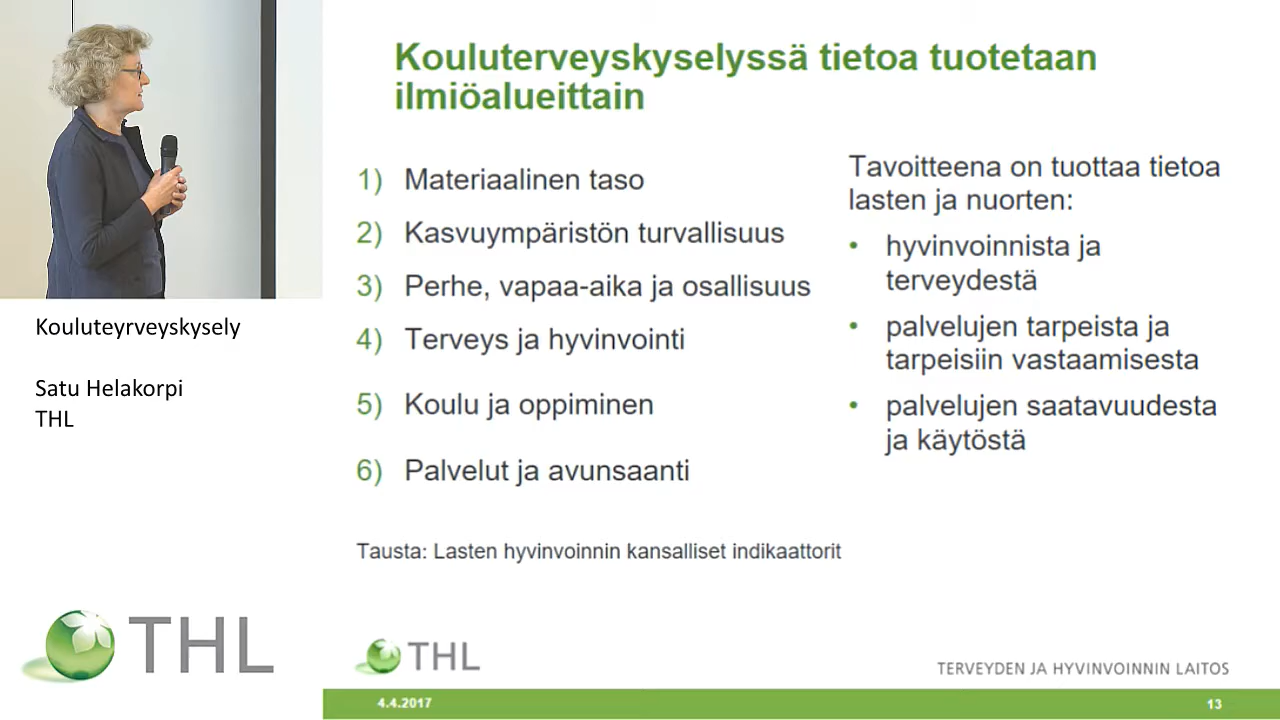 Kouluterveyskyselyssä tietoa tuotetaan
ilmiöalueittain
1) Materiaalinen taso
2) Kasvuympäristön turvallisuus
3) Perhe, vapaa-aika ja osallisuus
4) Terveys ja hyvinvointi
5) Koulu ja oppiminen
6) Palvelut ja avunsaanti
Tavoitteena on tuottaa tietoa
lasten ja nuorten:
• hyvinvoinnista ja
terveydestä
• palvelujen tarpeista ja
tarpeisiin vastaamisesta
• palvelujen saatavuudesta
ja käytöstä
Tausta: Lasten hyvinvoinnin kansalliset indikaattorit
Kouluteyrveyskysely
Satu Helakorpi
THL
THL
THL
TERVEYDEN JA HYVINVOINNIN LAITOS
4.4.2017
13